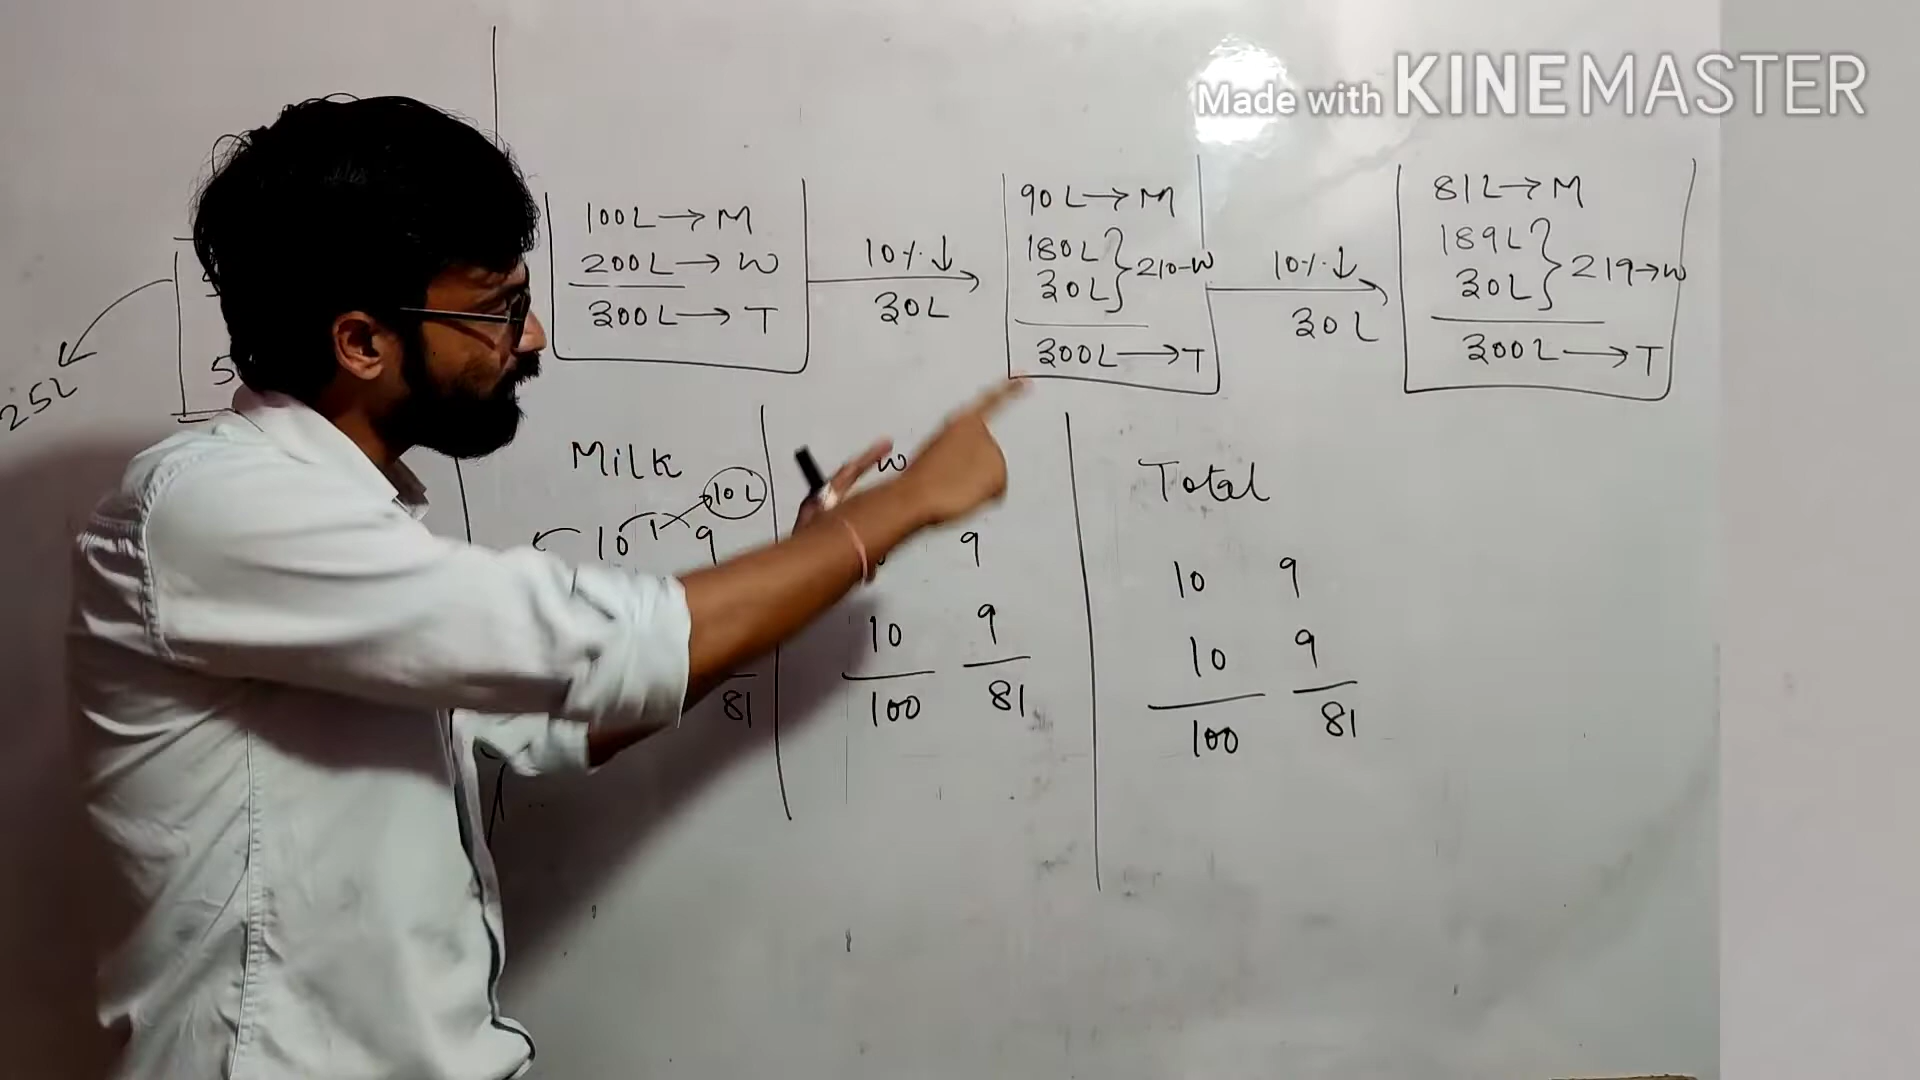 Made with KINEMASTER
100L → M
200L → W
300L → T
10% ↓
30L
90L → M
180L
30L } 210-W
300L → T
10% ↓
30L
81L → M
189L
30L } 219 → W
300L → T
25L
5
Milk
10L
10 1 9
81
W
9
10 9
100 81
Total
10 9
10 9
100 81